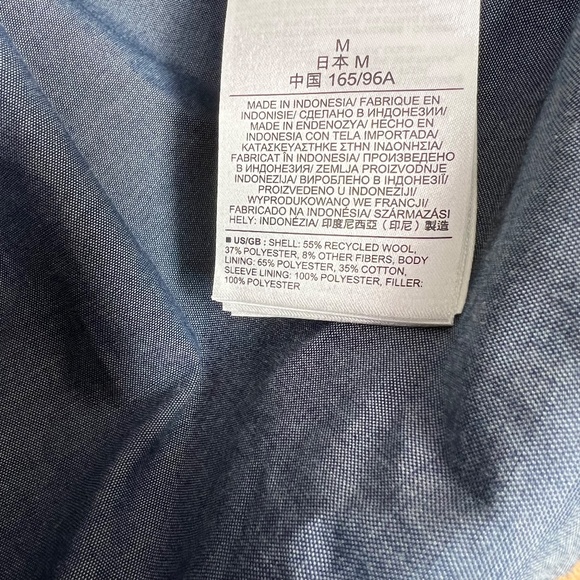 M
日本 M
中国 165/96A
MADE IN INDONESIA/ FABRIQUE EN
INDONISIE/ СДЕЛАНО В ИНДОНЕЗИИ/
MADE IN ENDENOZYA/ HECHO EN
INDONESIA CON TELA IMPORTADA/
ΚΑΤΑΣΚΕΥΑΣΤΗΚΕ ΣΤΗΝ ΙΝΔΟΝΗΣΙΑ/
FABRICAT ÎN INDONESIA/ ПРОИЗВЕДЕНО
В ИНДОНЕЗИЯ/ ZEMLJA PROIZVODNJE
INDONEZIJA/ ВИРОБЛЕНО В ІНДОНЕЗІЇ/
PROIZVEDENO U INDONEZIJI/
WYPRODUKOWANO WE FRANCJI/
FABRICADO NA INDONÉSIA/ SZÁRMAZÁSI
HELY: INDONÉZIA/ 印度尼西亞（印尼）製造
■ US/GB : SHELL: 55% RECYCLED WOOL,
37% POLYESTER, 8% OTHER FIBERS, BODY
LINING: 65% POLYESTER, 35% COTTON,
SLEEVE LINING: 100% POLYESTER, FILLER:
100% POLYESTER